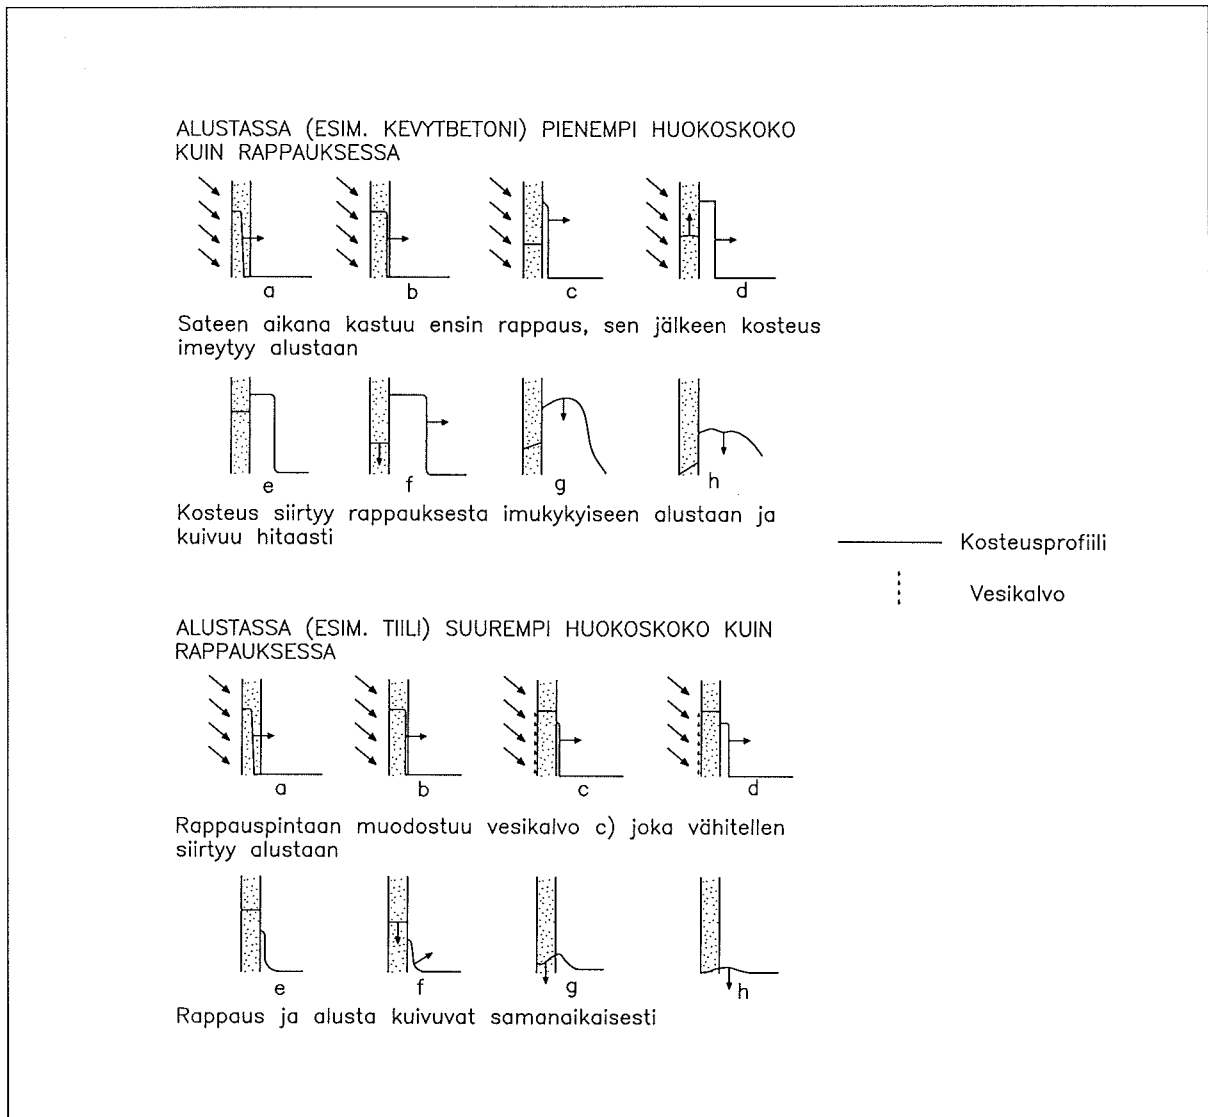 ALUSTASSA (ESIM. KEVYTBETONI) PIENEMPI HUOKOSKOKO
KUIN RAPPAUKSESSA
a b c d
Sateen aikana kastuu ensin rappaus, sen jälkeen kosteus
imeytyy alustaan
e f g h
Kosteus siirtyy rappauksesta imukykyiseen alustaan ja
kuivuu hitaasti
Kosteusprofiili
Vesikalvo
ALUSTASSA (ESIM. TIILI) SUUREMPI HUOKOSKOKO KUIN
RAPPAUKSESSA
a b c d
Rappauspintaan muodostuu vesikalvo c) joka vähitellen
siirtyy alustaan
e f g h
Rappaus ja alusta kuivuvat samanaikaisesti